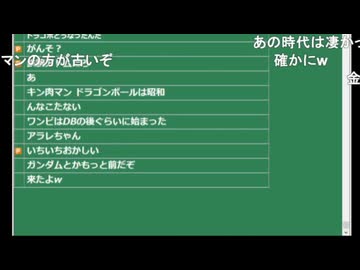 ドラゴボどうなったんだ
あの時代は凄かっ
がんそ？
マンの方が古いぞ
確かにw
あ
金
キン肉マン ドラゴンボールは昭和
んなこたない
ワンピはDBの後ぐらいに始まった
アラレちゃん
いちいちおかしい
ガンダムとかもっと前だぞ
来たよw